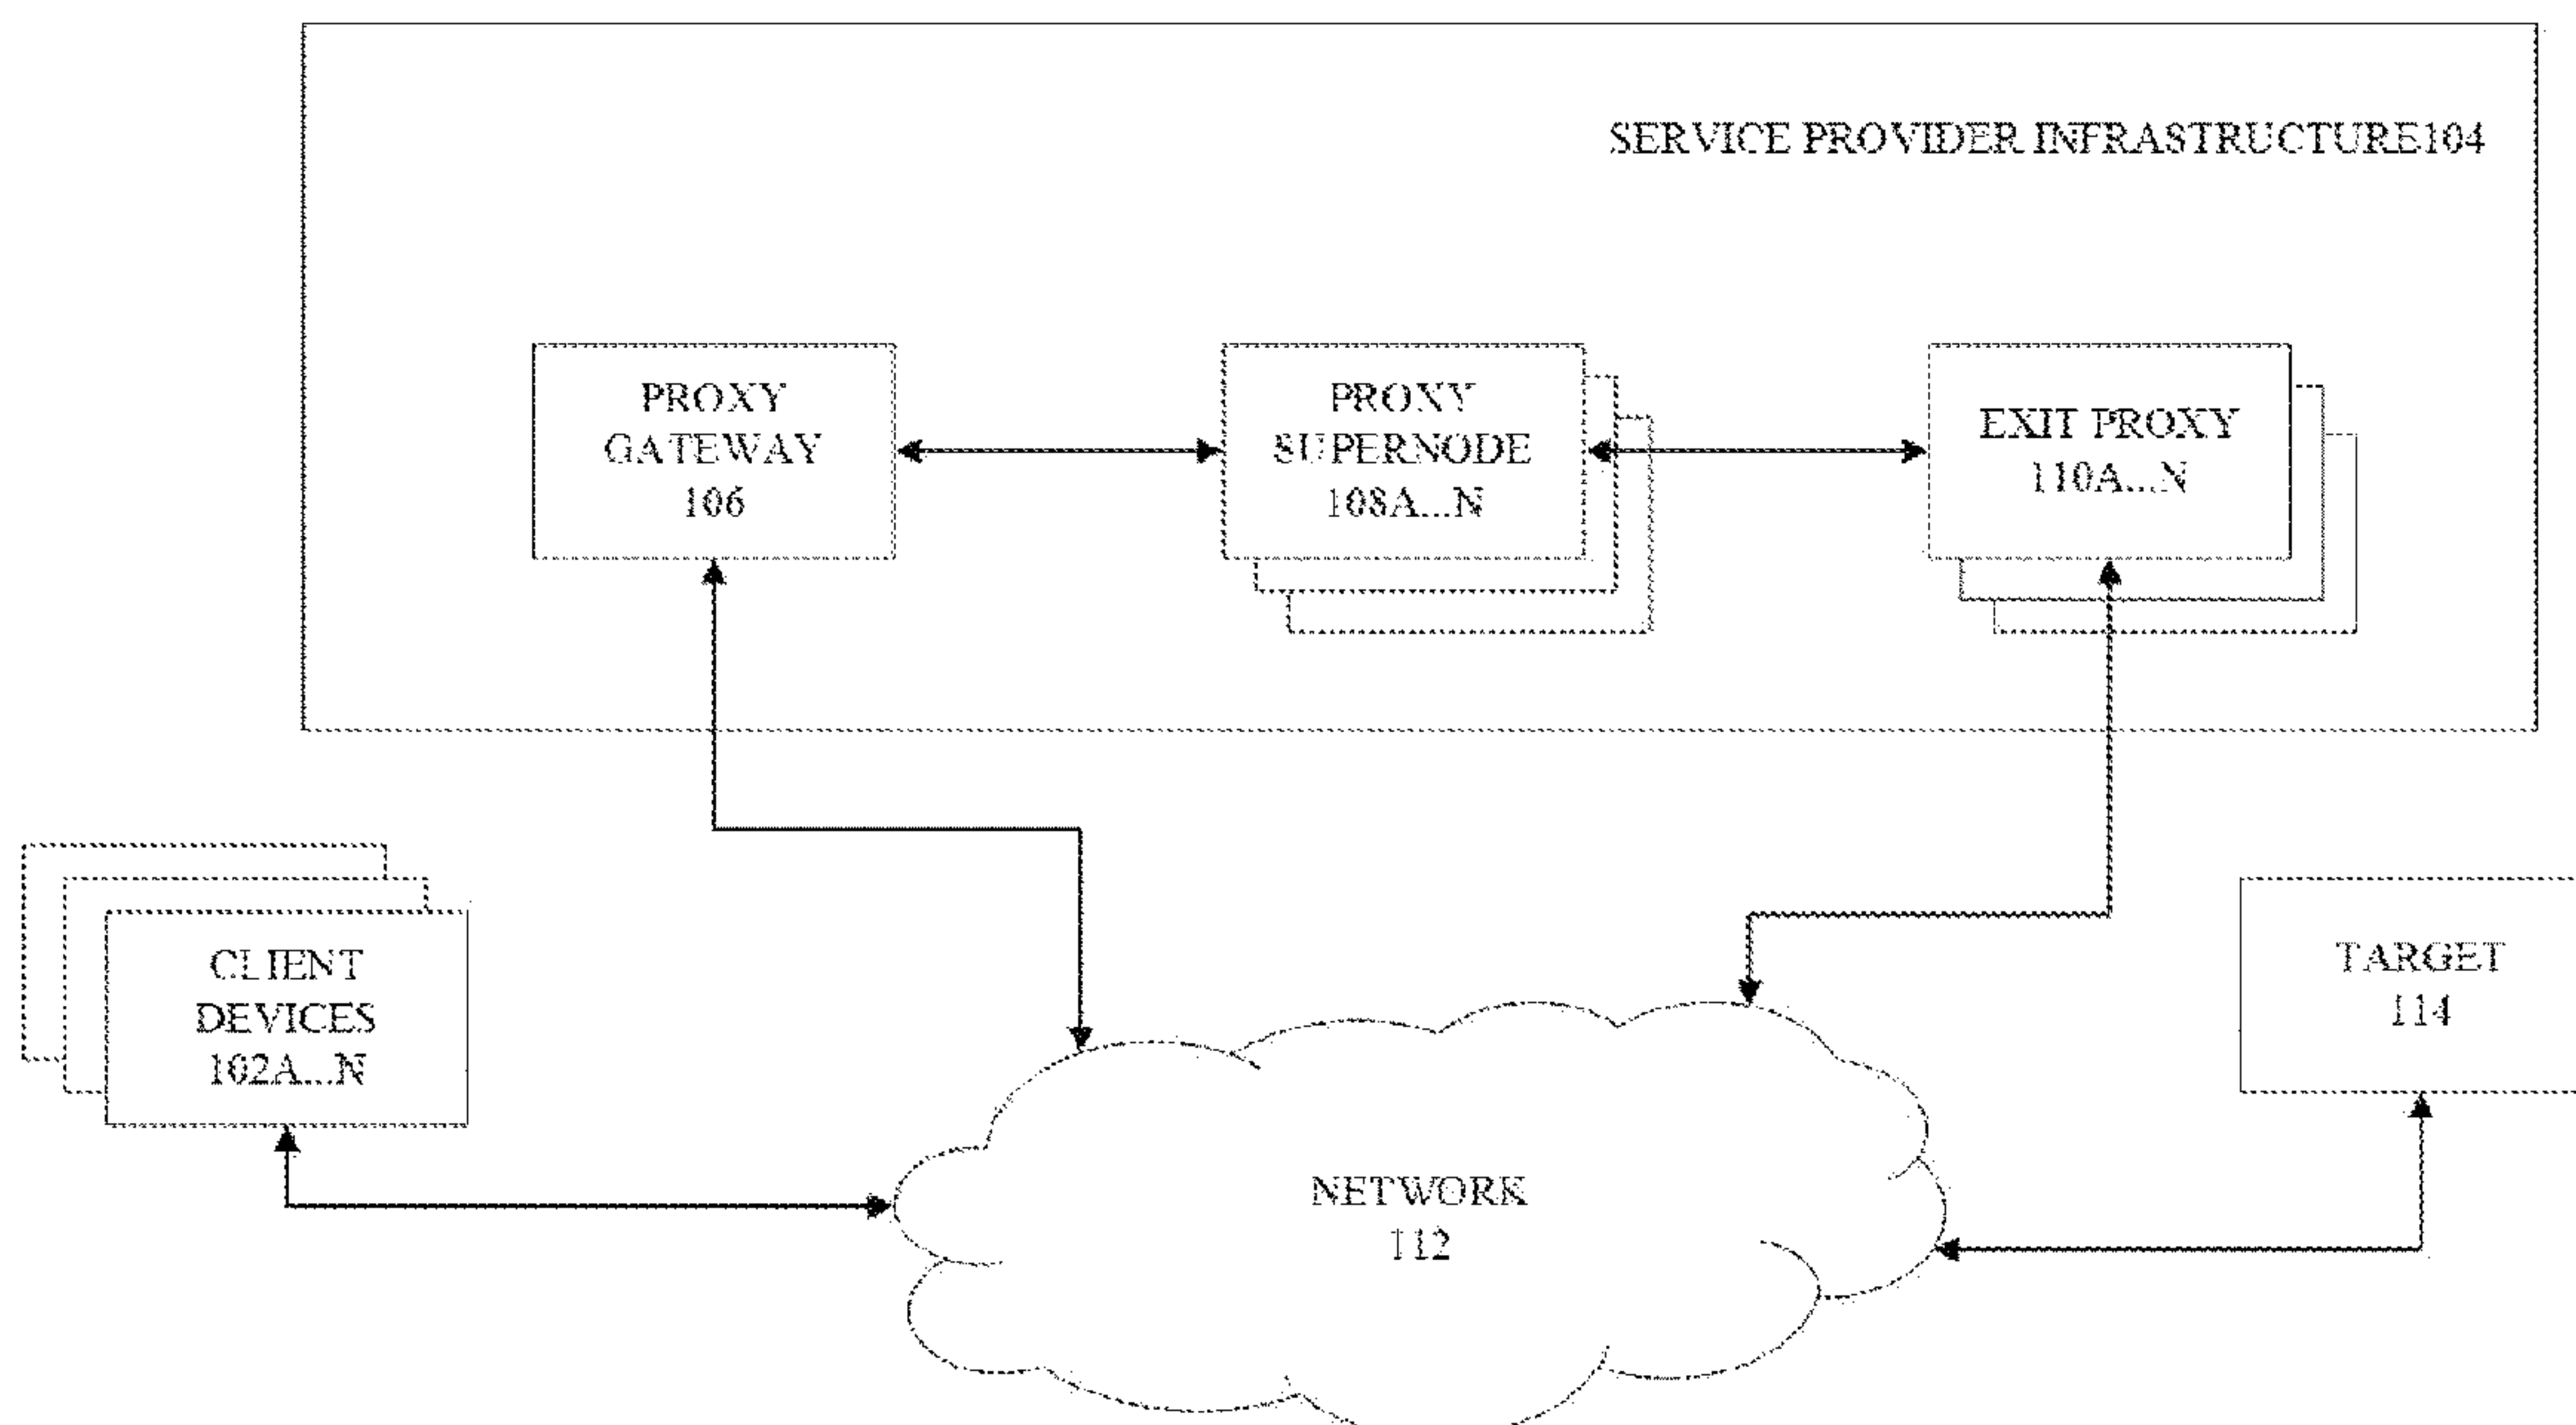 SERVICE PROVIDER INFRASTRUCTURE104
PROXY
GATEWAY
106
PROXY
SUPERNODE
108A...N
EXIT PROXY
110A...N
CLIENT
DEVICES
102A...N
TARGET
114
NETWORK
112